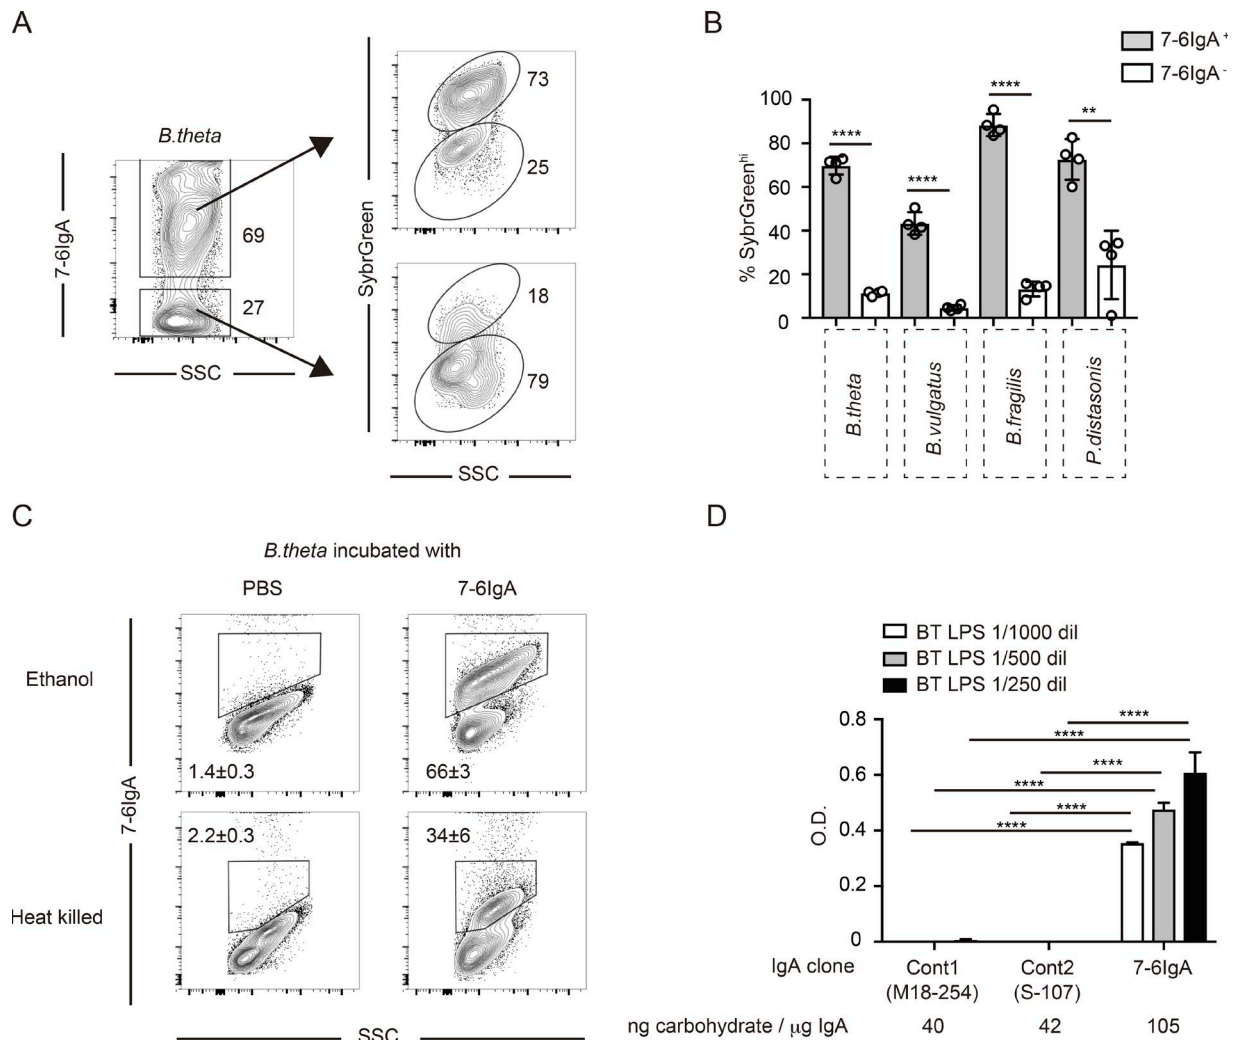 A
B.theta
7-6IgA
69
27
SSC
SybrGreen
73
25
18
79
SSC
B
7-6IgA+
7-6IgA-
% SybrGreenhi
100
80
60
40
20
0
****
****
****
**
B.theta
B.vulgatus
B.fragilis
P.distasonis
C
B.theta incubated with
PBS
7-6IgA
Ethanol
1.4±0.3
66±3
7-6IgA
Heat killed
2.2±0.3
34±6
SSC
D
BT LPS 1/1000 dil
BT LPS 1/500 dil
BT LPS 1/250 dil
O.D.
0.8
0.6
0.4
0.2
0
****
****
****
****
****
****
IgA clone
Cont1
(M18-254)
Cont2
(S-107)
7-6IgA
ng carbohydrate / μg IgA
40
42
105